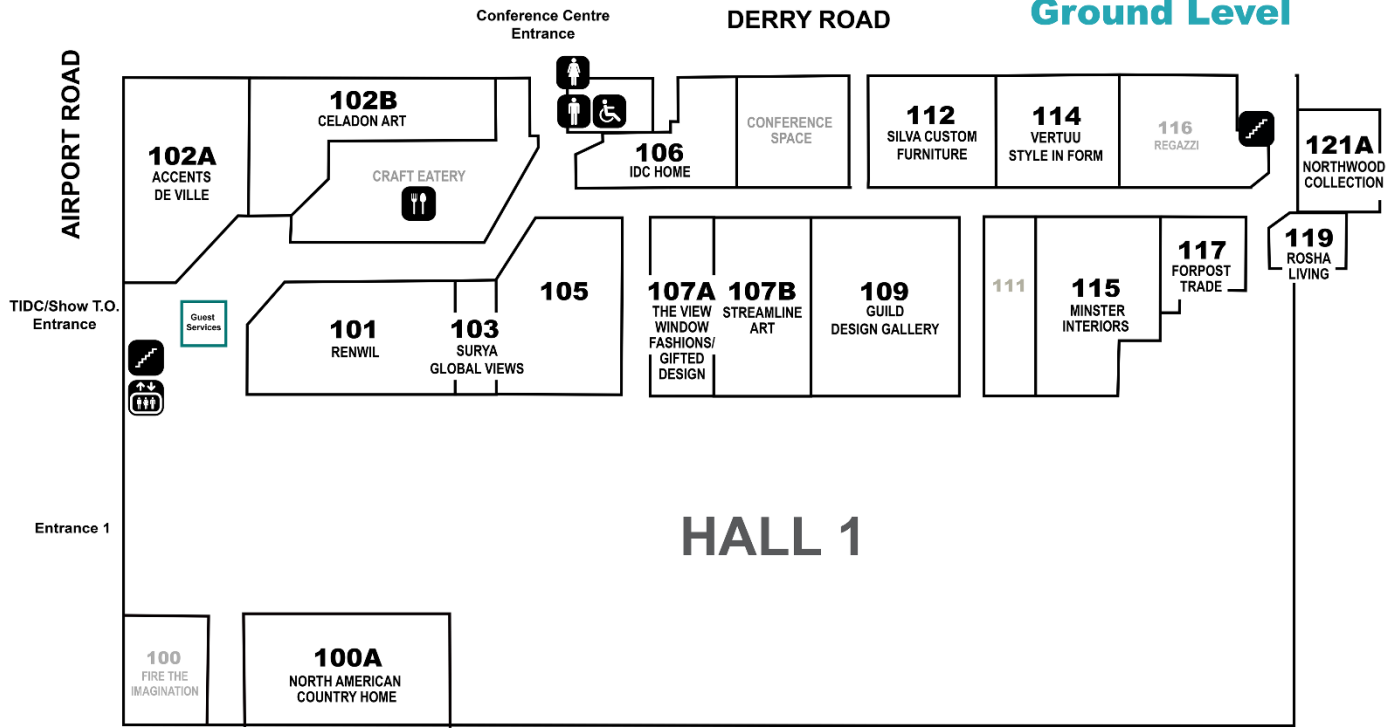 Conference Centre
Entrance
DERRY ROAD
Ground Level
AIRPORT ROAD
102A
ACCENTS
DE VILLE
102B
CELADON ART
CRAFT EATERY
106
IDC HOME
CONFERENCE
SPACE
112
SILVA CUSTOM
FURNITURE
114
VERTUU
STYLE IN FORM
116
REGAZZI
121A
NORTHWOOD
COLLECTION
119
ROSHA
LIVING
TIDC/Show T.O.
Entrance
Guest
Services
101
RENWIL
103
SURYA
GLOBAL VIEWS
105
107A
THE VIEW
WINDOW
FASHIONS/
GIFTED
DESIGN
107B
STREAMLINE
ART
109
GUILD
DESIGN GALLERY
111
115
MINSTER
INTERIORS
117
FORPOST
TRADE
Entrance 1
HALL 1
100
FIRE THE
IMAGINATION
100A
NORTH AMERICAN
COUNTRY HOME